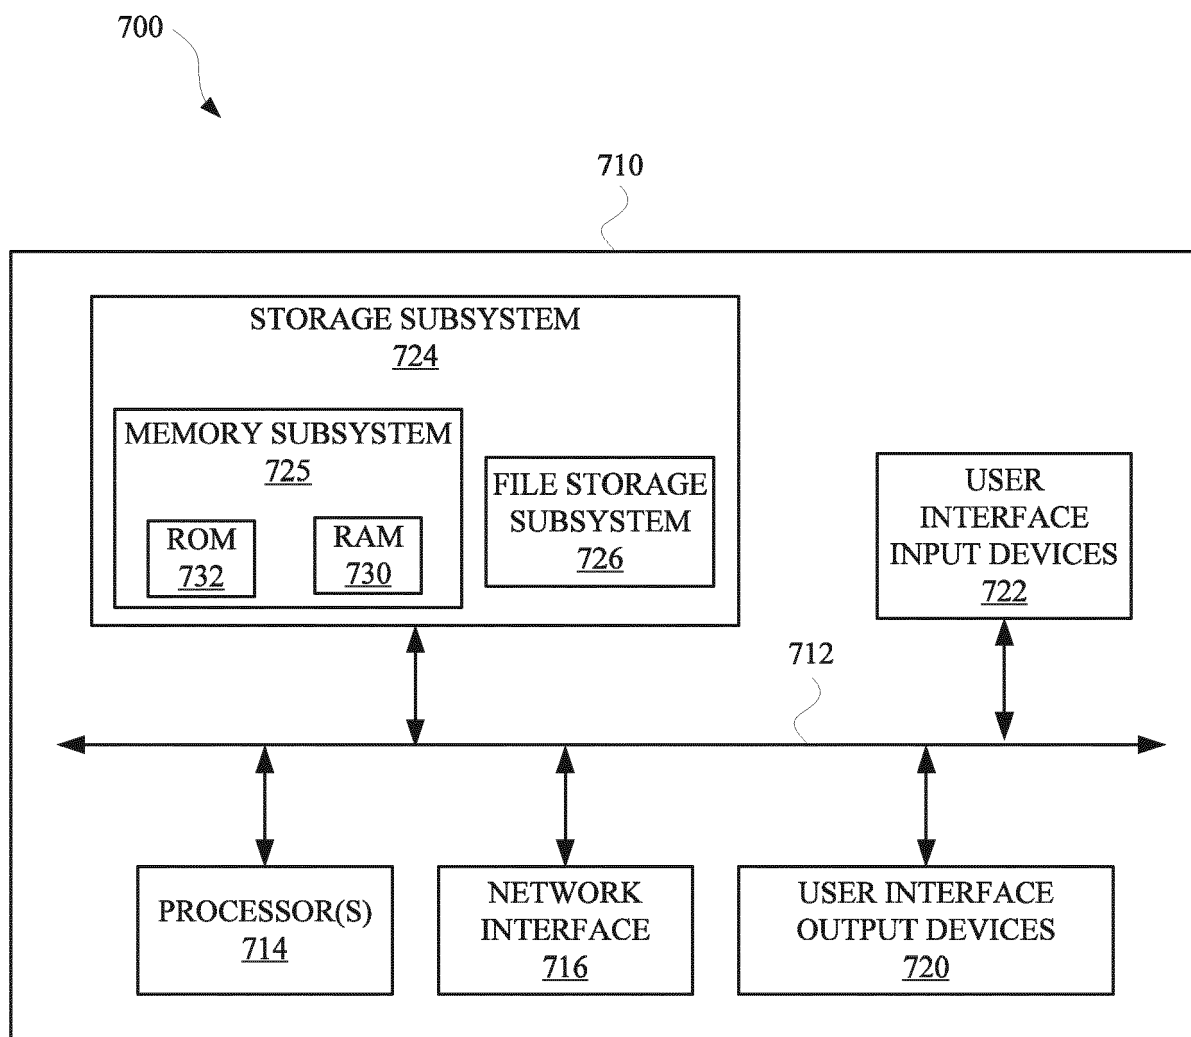 700
710
STORAGE SUBSYSTEM
724
MEMORY SUBSYSTEM
725
ROM
732
RAM
730
FILE STORAGE
SUBSYSTEM
726
USER
INTERFACE
INPUT DEVICES
722
712
PROCESSOR(S)
714
NETWORK
INTERFACE
716
USER INTERFACE
OUTPUT DEVICES
720